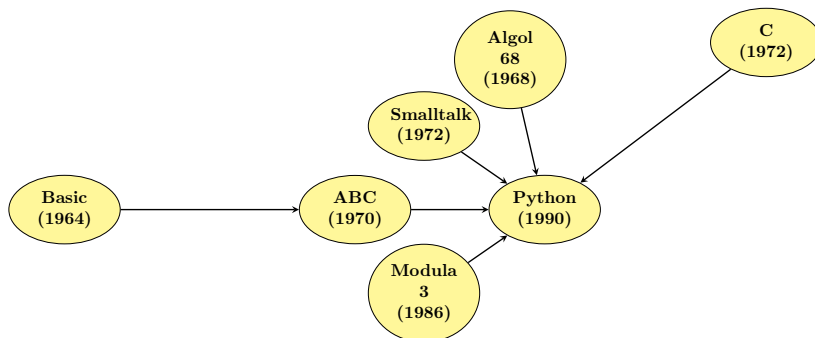 Algol
68
(1968)
C
(1972)
Smalltalk
(1972)
Basic
(1964)
ABC
(1970)
Python
(1990)
Modula
3
(1986)